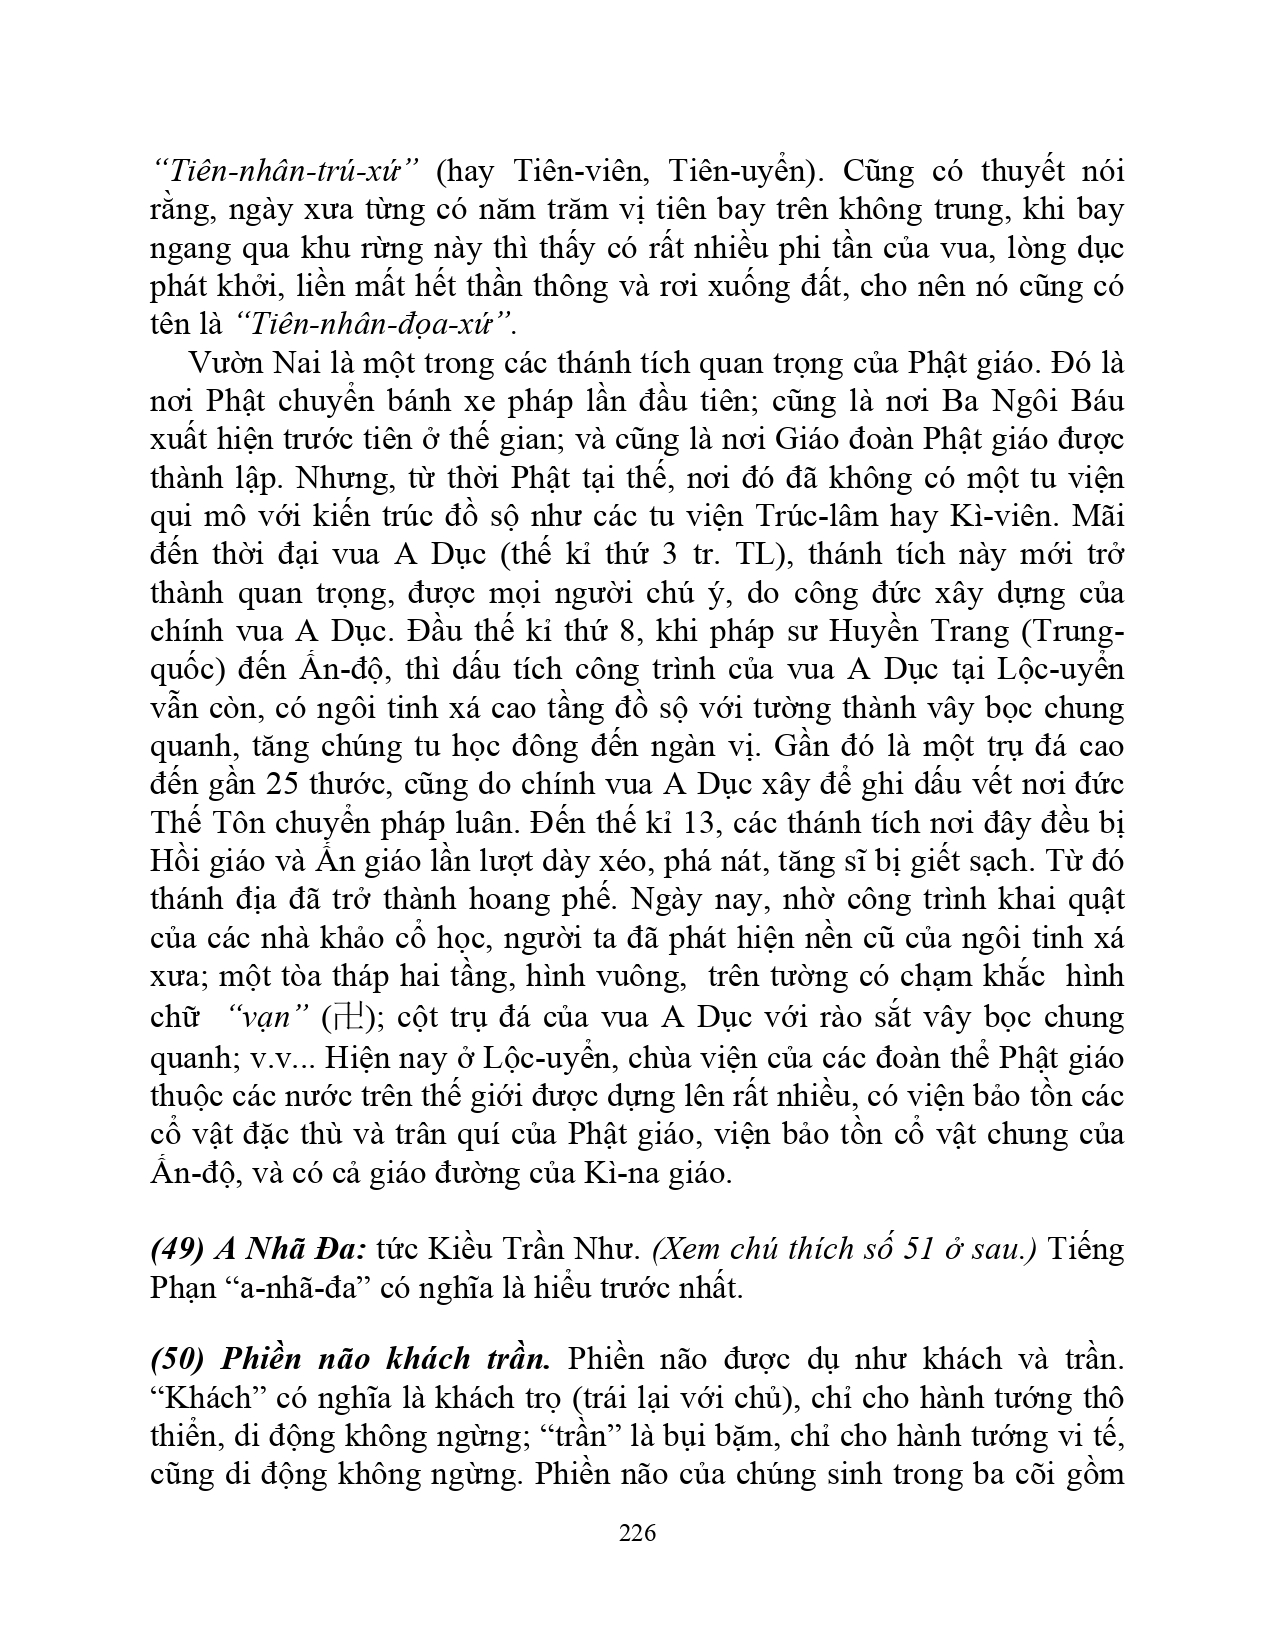 “Tiên-nhân-trú-xứ” (hay Tiên-viên, Tiên-uyển). Cũng có thuyết nói
rằng, ngày xưa từng có năm trăm vị tiên bay trên không trung, khi bay
ngang qua khu rừng này thì thấy có rất nhiều phi tần của vua, lòng dục
phát khởi, liền mất hết thần thông và rơi xuống đất, cho nên nó cũng có
tên là “Tiên-nhân-đọa-xứ”.
Vườn Nai là một trong các thánh tích quan trọng của Phật giáo. Đó là
nơi Phật chuyển bánh xe pháp lần đầu tiên; cũng là nơi Ba Ngôi Báu
xuất hiện trước tiên ở thế gian; và cũng là nơi Giáo đoàn Phật giáo được
thành lập. Nhưng, từ thời Phật tại thế, nơi đó đã không có một tu viện
qui mô với kiến trúc đồ sộ như các tu viện Trúc-lâm hay Kì-viên. Mãi
đến thời đại vua A Dục (thế kỉ thứ 3 tr. TL), thánh tích này mới trở
thành quan trọng, được mọi người chú ý, do công đức xây dựng của
chính vua A Dục. Đầu thế kỉ thứ 8, khi pháp sư Huyền Trang (Trung-
quốc) đến Ấn-độ, thì dấu tích công trình của vua A Dục tại Lộc-uyển
vẫn còn, có ngôi tinh xá cao tầng đồ sộ với tường thành vây bọc chung
quanh, tăng chúng tu học đông đến ngàn vị. Gần đó là một trụ đá cao
đến gần 25 thước, cũng do chính vua A Dục xây để ghi dấu vết nơi đức
Thế Tôn chuyển pháp luân. Đến thế kỉ 13, các thánh tích nơi đây đều bị
Hồi giáo và Ấn giáo lần lượt dày xéo, phá nát, tăng sĩ bị giết sạch. Từ đó
thánh địa đã trở thành hoang phế. Ngày nay, nhờ công trình khai quật
của các nhà khảo cổ học, người ta đã phát hiện nền cũ của ngôi tinh xá
xưa; một tòa tháp hai tầng, hình vuông, trên tường có chạm khắc hình
chữ “vạn” (卍); cột trụ đá của vua A Dục với rào sắt vây bọc chung
quanh; v.v... Hiện nay ở Lộc-uyển, chùa viện của các đoàn thể Phật giáo
thuộc các nước trên thế giới được dựng lên rất nhiều, có viện bảo tồn các
cổ vật đặc thù và trân quí của Phật giáo, viện bảo tồn cổ vật chung của
Ấn-độ, và có cả giáo đường của Kì-na giáo.
(49) A Nhã Đa: tức Kiều Trần Như. (Xem chú thích số 51 ở sau.) Tiếng
Phạn “a-nhã-đa” có nghĩa là hiểu trước nhất.
(50) Phiền não khách trần. Phiền não được dụ như khách và trần.
“Khách” có nghĩa là khách trọ (trái lại với chủ), chỉ cho hành tướng thô
thiển, di động không ngừng; “trần” là bụi bặm, chỉ cho hành tướng vi tế,
cũng di động không ngừng. Phiền não của chúng sinh trong ba cõi gồm
226